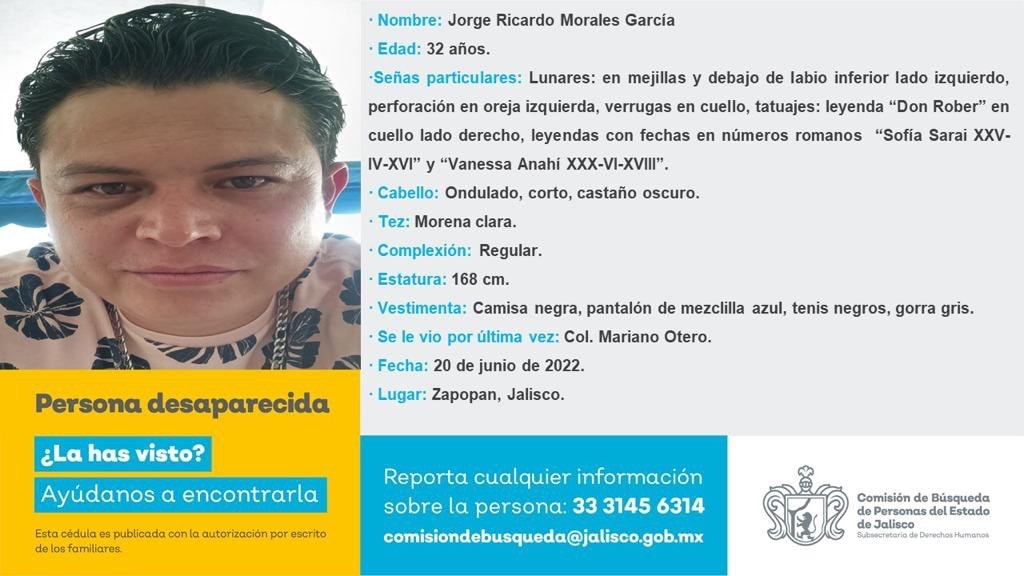 · Nombre: Jorge Ricardo Morales García
· Edad: 32 años.
·Señas particulares: Lunares: en mejillas y debajo de labio inferior lado izquierdo,
perforación en oreja izquierda, verrugas en cuello, tatuajes: leyenda “Don Rober” en
cuello lado derecho, leyendas con fechas en números romanos “Sofía Sarai XXV-
IV-XVI” y “Vanessa Anahí XXX-VI-XVIII”.
· Cabello: Ondulado, corto, castaño oscuro.
· Tez: Morena clara.
· Complexión: Regular.
· Estatura: 168 cm.
· Vestimenta: Camisa negra, pantalón de mezclilla azul, tenis negros, gorra gris.
· Se le vio por última vez: Col. Mariano Otero.
· Fecha: 20 de junio de 2022.
· Lugar: Zapopan, Jalisco.
Persona desaparecida
¿La has visto?
Ayúdanos a encontrarla
Esta cédula es publicada con la autorización por escrito
de los familiares.
Reporta cualquier información
sobre la persona: 33 3145 6314
comisiondebusqueda@jalisco.gob.mx
Comisión de Búsqueda
de Personas del Estado
de Jalisco
Subsecretaría de Derechos Humanos